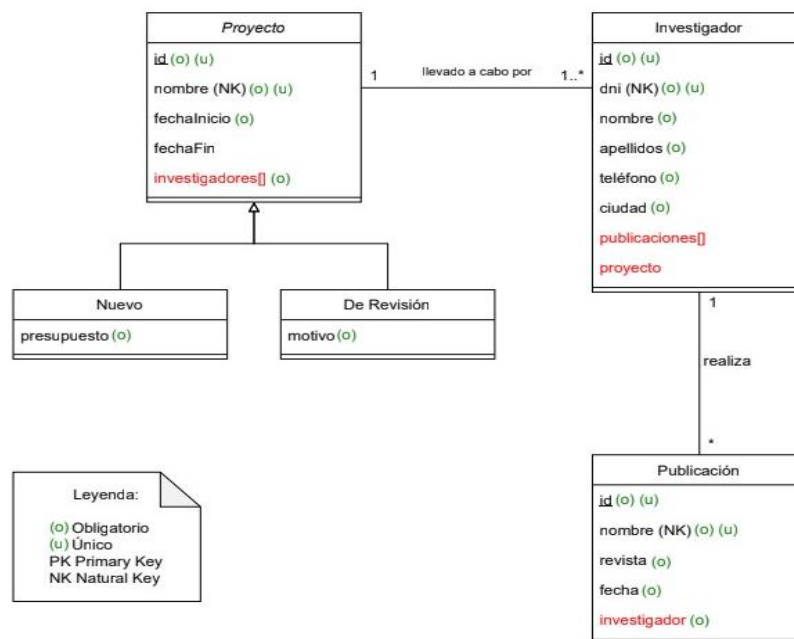 Proyecto
id (o) (u)
nombre (NK) (o) (u)
fechaInicio (o)
fechaFin
investigadores[] (o)
1
llevado a cabo por
1..*
Investigador
id (o) (u)
dni (NK) (o) (u)
nombre (o)
apellidos (o)
teléfono (o)
ciudad (o)
publicaciones[]
proyecto
Nuevo
presupuesto (o)
De Revisión
motivo (o)
1
realiza
*
Publicación
id (o) (u)
nombre (NK) (o) (u)
revista (o)
fecha (o)
investigador (o)
Leyenda:
(o) Obligatorio
(u) Único
PK Primary Key
NK Natural Key